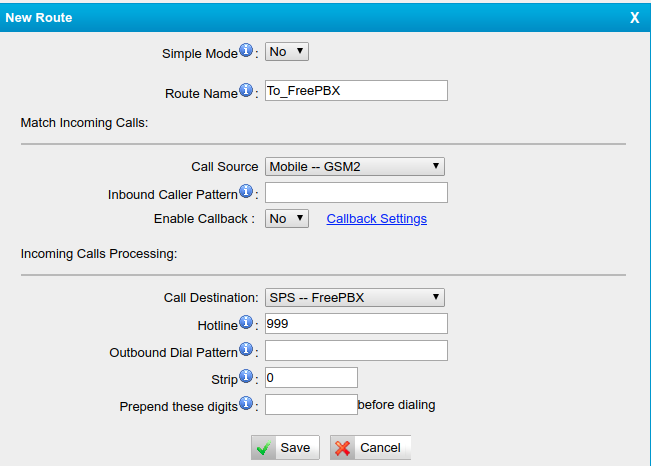 New Route X
Simple Mode i : No
Route Name i : To_FreePBX
Match Incoming Calls:
Call Source Mobile -- GSM2
Inbound Caller Pattern i :
Enable Callback : No Callback Settings
Incoming Calls Processing:
Call Destination: SPS -- FreePBX
Hotline i : 999
Outbound Dial Pattern i :
Strip i : 0
Prepend these digits i : before dialing
Save Cancel